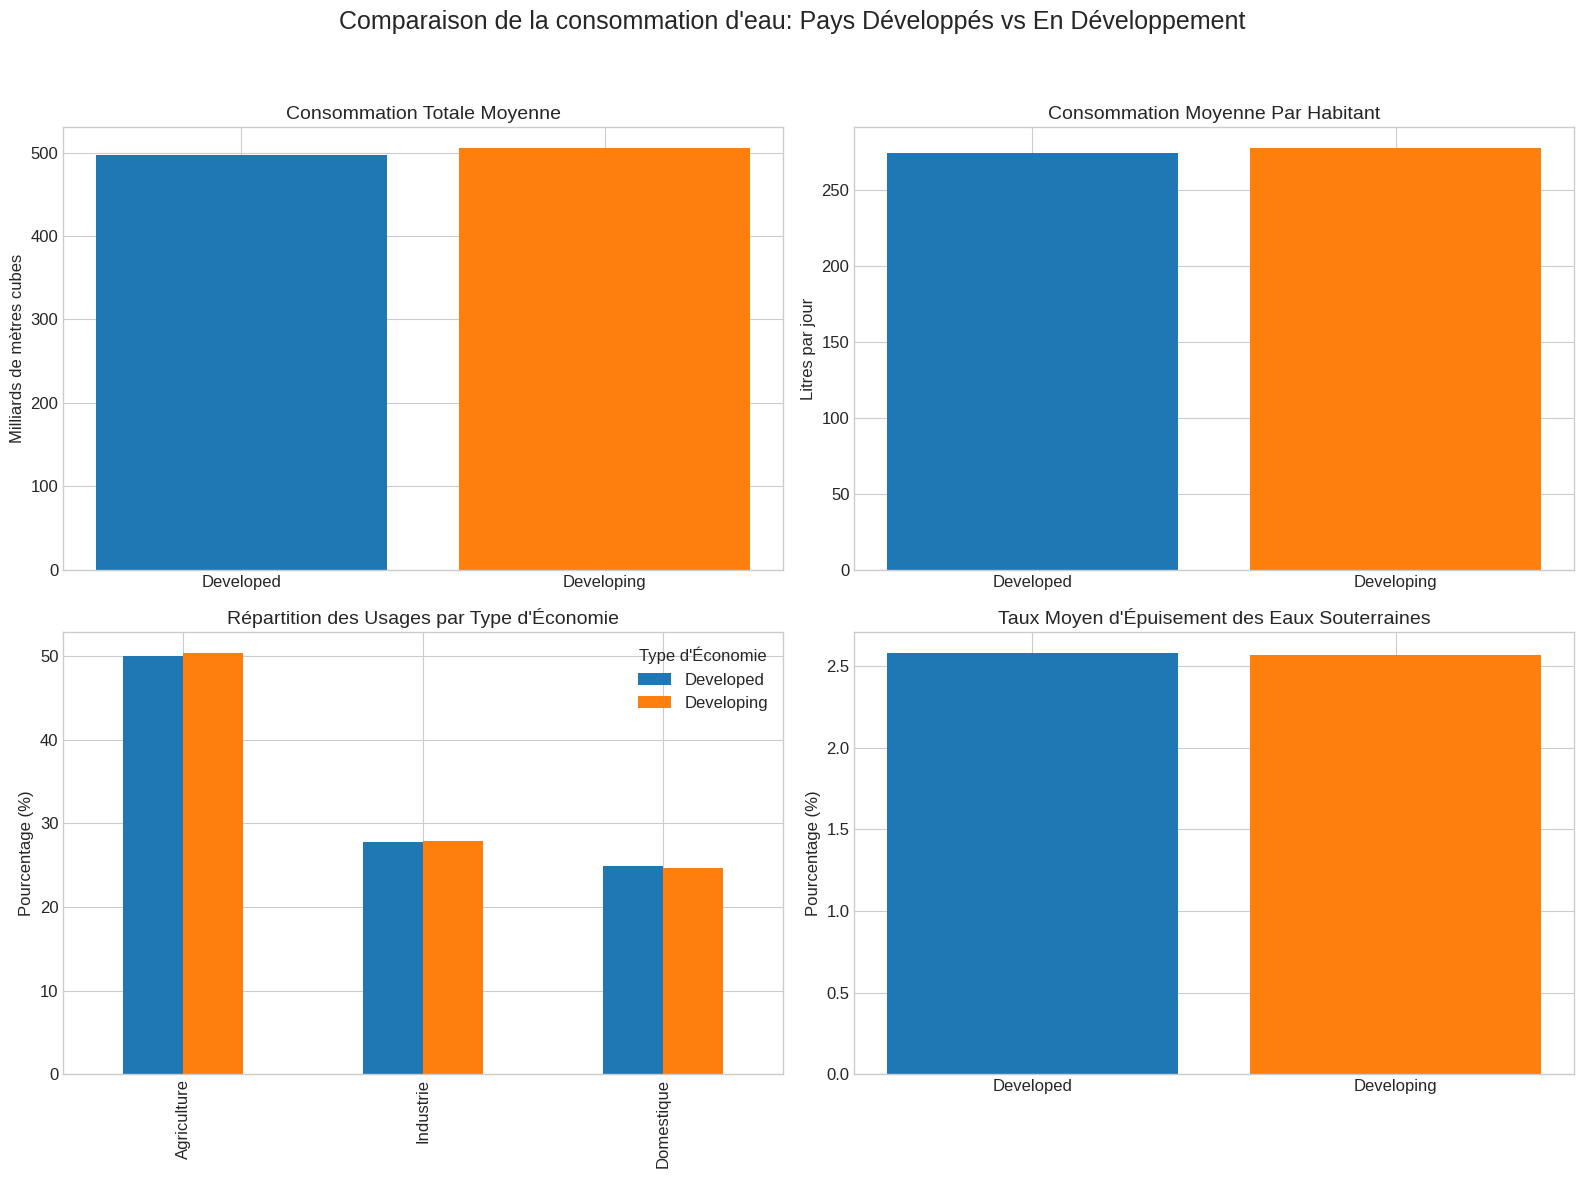 Comparaison de la consommation d'eau: Pays Développés vs En Développement
Consommation Totale Moyenne
Milliards de mètres cubes
500
400
300
200
100
0
Developed
Developing
Consommation Moyenne Par Habitant
Litres par jour
250
200
150
100
50
0
Developed
Developing
Répartition des Usages par Type d'Économie
Pourcentage (%)
50
40
30
20
10
0
Type d'Économie
Developed
Developing
Agriculture
Industrie
Domestique
Taux Moyen d'Épuisement des Eaux Souterraines
Pourcentage (%)
2.5
2.0
1.5
1.0
0.5
0.0
Developed
Developing